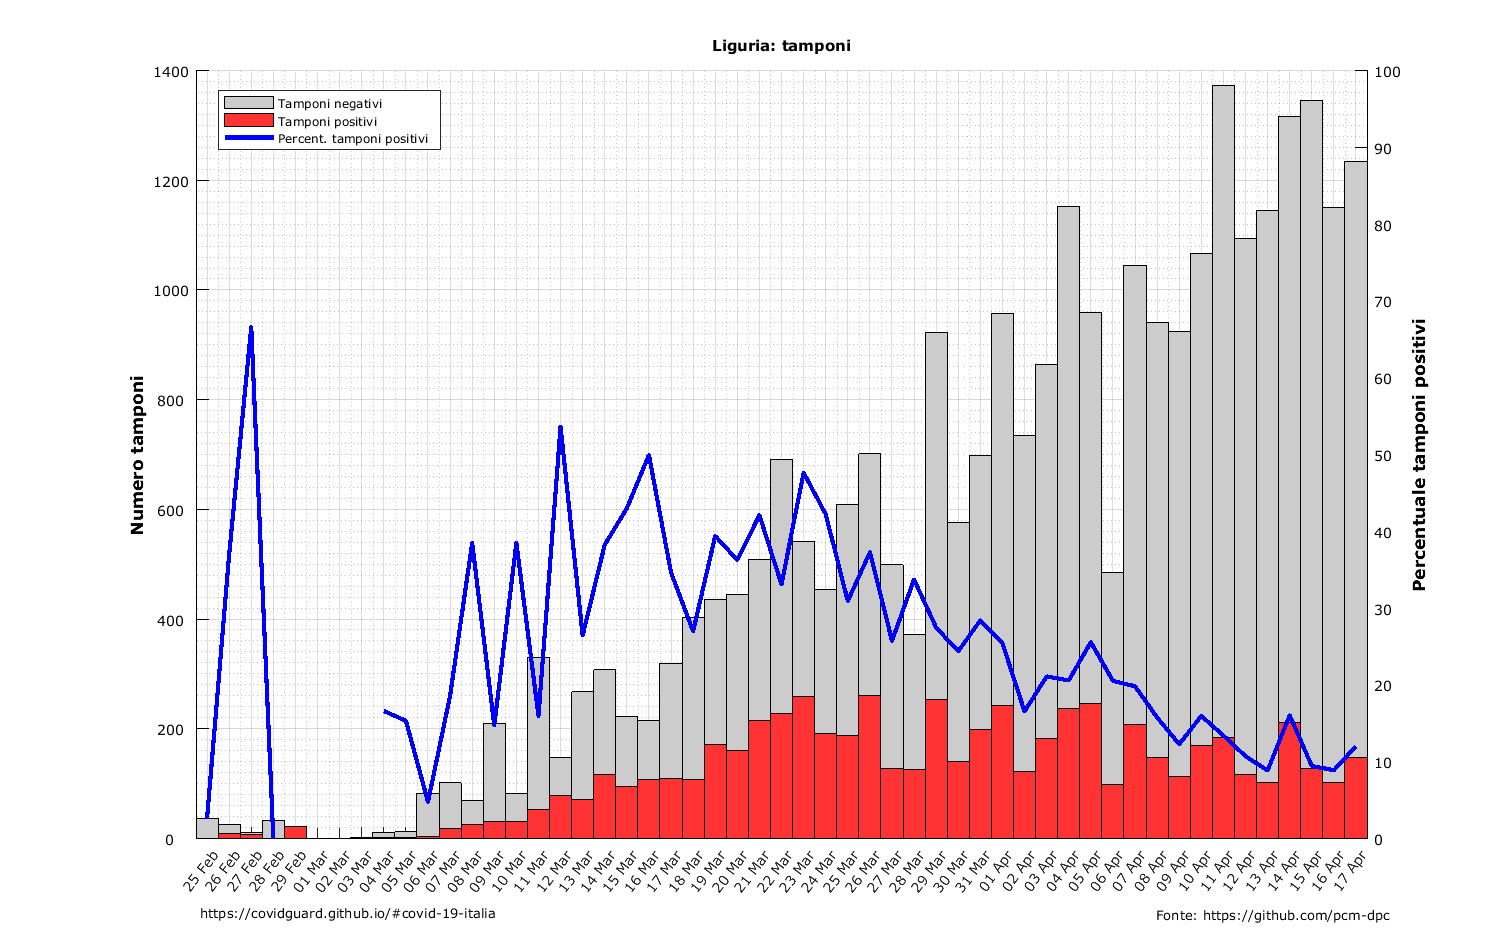 Liguria: tamponi
Tamponi negativi
Tamponi positivi
Percent. tamponi positivi
Numero tamponi
1400
1200
1000
800
600
400
200
0
Percentuale tamponi positivi
100
90
80
70
60
50
40
30
20
10
0
25 Feb
26 Feb
27 Feb
28 Feb
29 Feb
01 Mar
02 Mar
03 Mar
04 Mar
05 Mar
06 Mar
07 Mar
08 Mar
09 Mar
10 Mar
11 Mar
12 Mar
13 Mar
14 Mar
15 Mar
16 Mar
17 Mar
18 Mar
19 Mar
20 Mar
21 Mar
22 Mar
23 Mar
24 Mar
25 Mar
26 Mar
27 Mar
28 Mar
29 Mar
30 Mar
31 Mar
01 Apr
02 Apr
03 Apr
04 Apr
05 Apr
06 Apr
07 Apr
08 Apr
09 Apr
10 Apr
11 Apr
12 Apr
13 Apr
14 Apr
15 Apr
16 Apr
17 Apr
https://covidguard.github.io/#covid-19-italia
Fonte: https://github.com/pcm-dpc